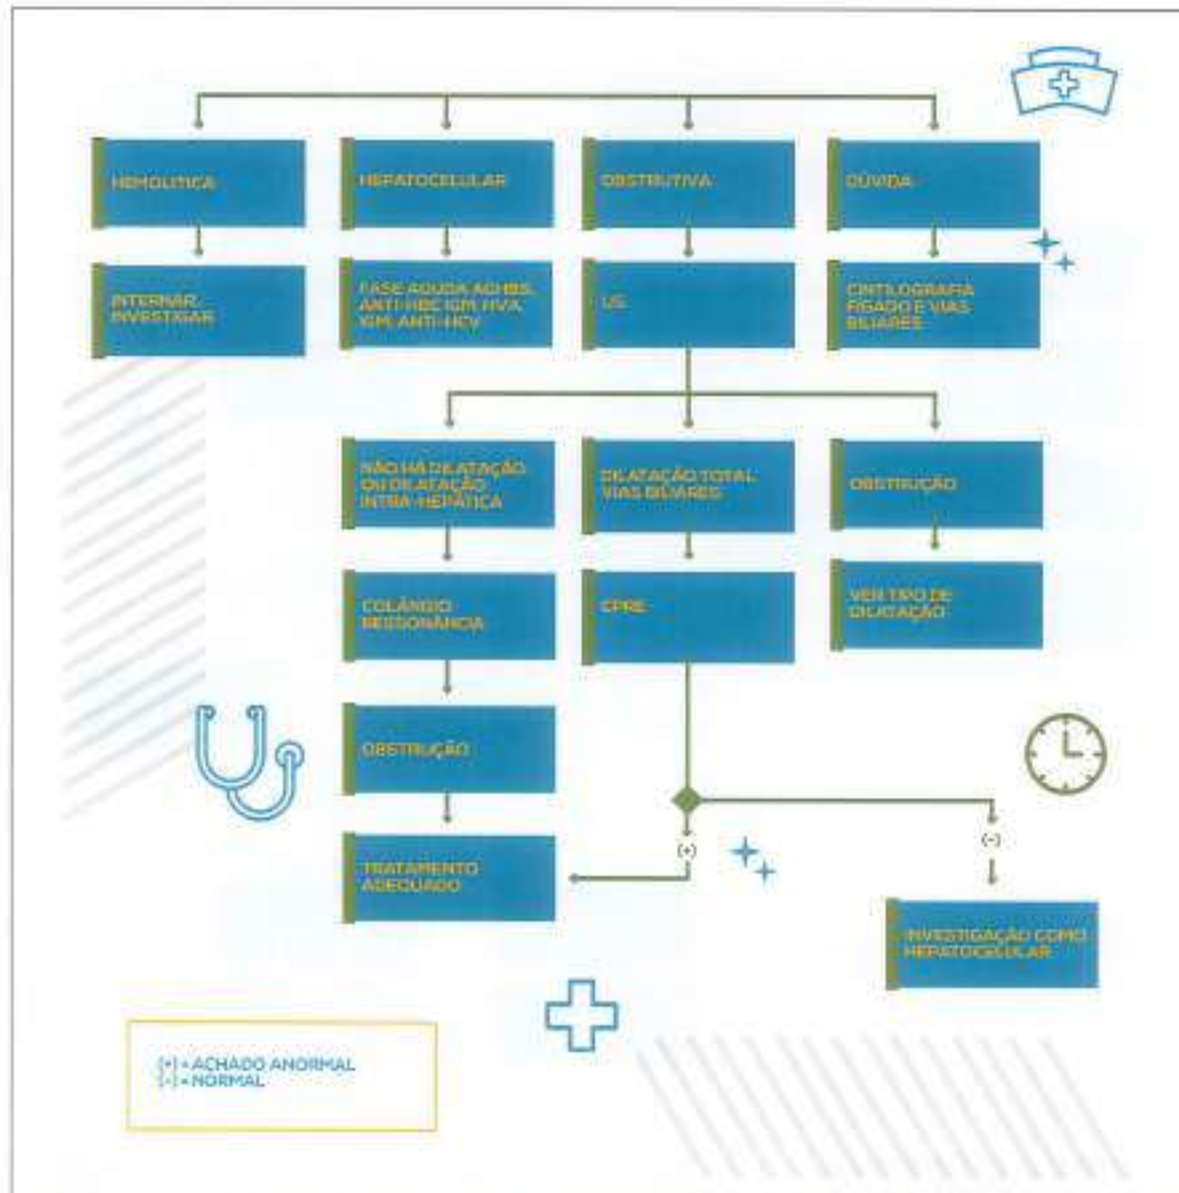 HEMOLÍTICA
HEPATOCELULAR
OBSTRUTIVA
DÚVIDA
INTERNAR,
INVESTIGAR
FASE AGUDA AGHBS,
ANTI-HBC IGM, HVA
IGM, ANTI-HCV
US
CINTILOGRAFIA
FÍGADO E VIAS
BILIARES
NÃO HÁ DILATAÇÃO
OU DILATAÇÃO
INTRA-HEPÁTICA
DILATAÇÃO TOTAL
VIAS BILIARES
OBSTRUÇÃO
COLÂNGIO
RESSONÂNCIA
CPRE
VER TIPO DE
DILATAÇÃO
OBSTRUÇÃO
TRATAMENTO
ADEQUADO
(+)
(-)
INVESTIGAÇÃO COMO
HEPATOCELULAR
(+) = ACHADO ANORMAL
(-) = NORMAL